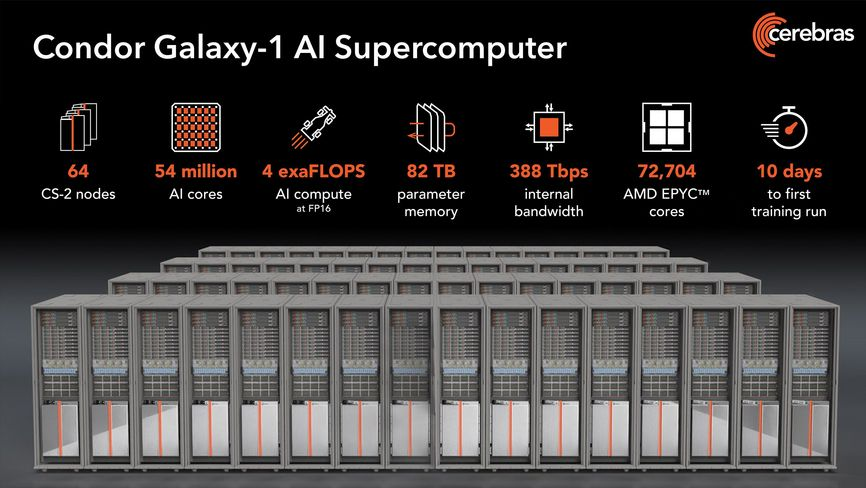 Condor Galaxy-1 AI Supercomputer
cerebras
64
CS-2 nodes
54 million
AI cores
4 exaFLOPS
AI compute
at FP16
82 TB
parameter
memory
388 Tbps
internal
bandwidth
72,704
AMD EPYC™
cores
10 days
to first
training run